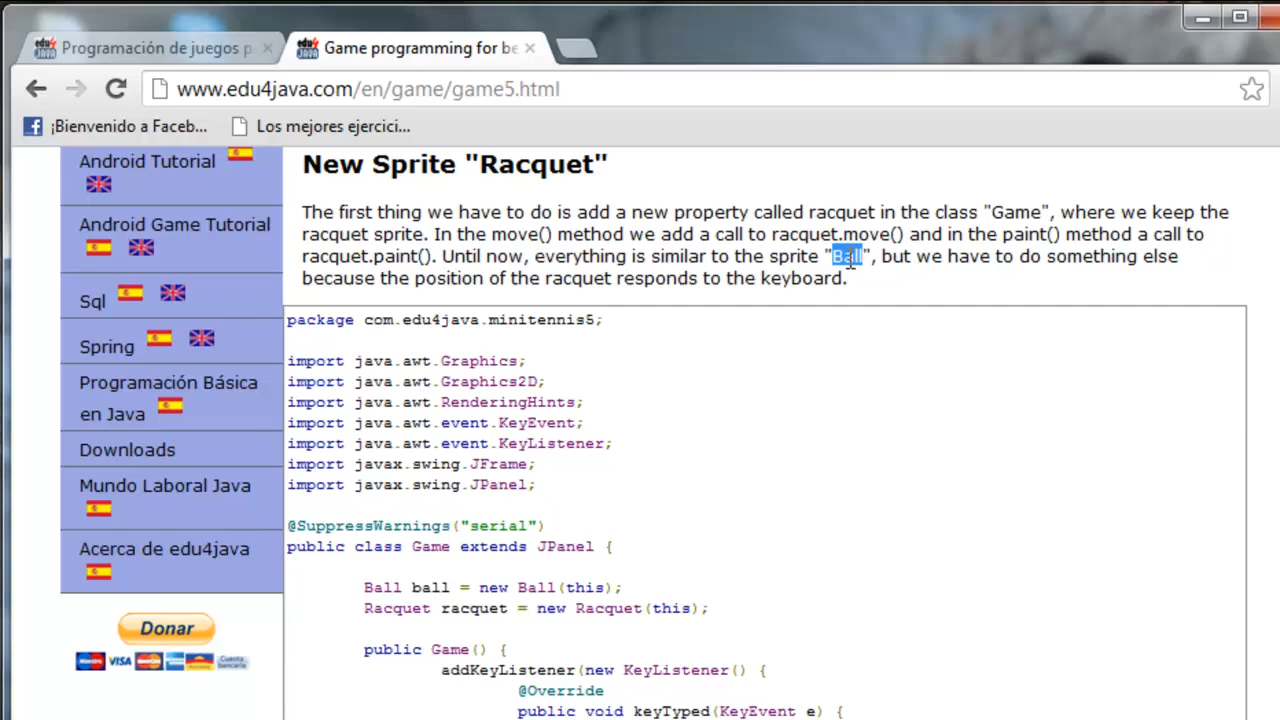 Programación de juegos p
Game programming for be
www.edu4java.com/en/game/game5.html
¡Bienvenido a Faceb...
Los mejores ejercici...
Android Tutorial
Android Game Tutorial
Sql
Spring
Programación Básica
en Java
Downloads
Mundo Laboral Java
Acerca de edu4java
Donar
VISA
New Sprite "Racquet"
The first thing we have to do is add a new property called racquet in the class "Game", where we keep the
racquet sprite. In the move() method we add a call to racquet.move() and in the paint() method a call to
racquet.paint(). Until now, everything is similar to the sprite "Ball", but we have to do something else
because the position of the racquet responds to the keyboard.
package com.edu4java.minitennis5;
import java.awt.Graphics;
import java.awt.Graphics2D;
import java.awt.RenderingHints;
import java.awt.event.KeyEvent;
import java.awt.event.KeyListener;
import javax.swing.JFrame;
import javax.swing.JPanel;
@SuppressWarnings("serial")
public class Game extends JPanel {
Ball ball = new Ball(this);
Racquet racquet = new Racquet(this);
public Game() {
addKeyListener(new KeyListener() {
@Override
public void keyTyped(KeyEvent e) {